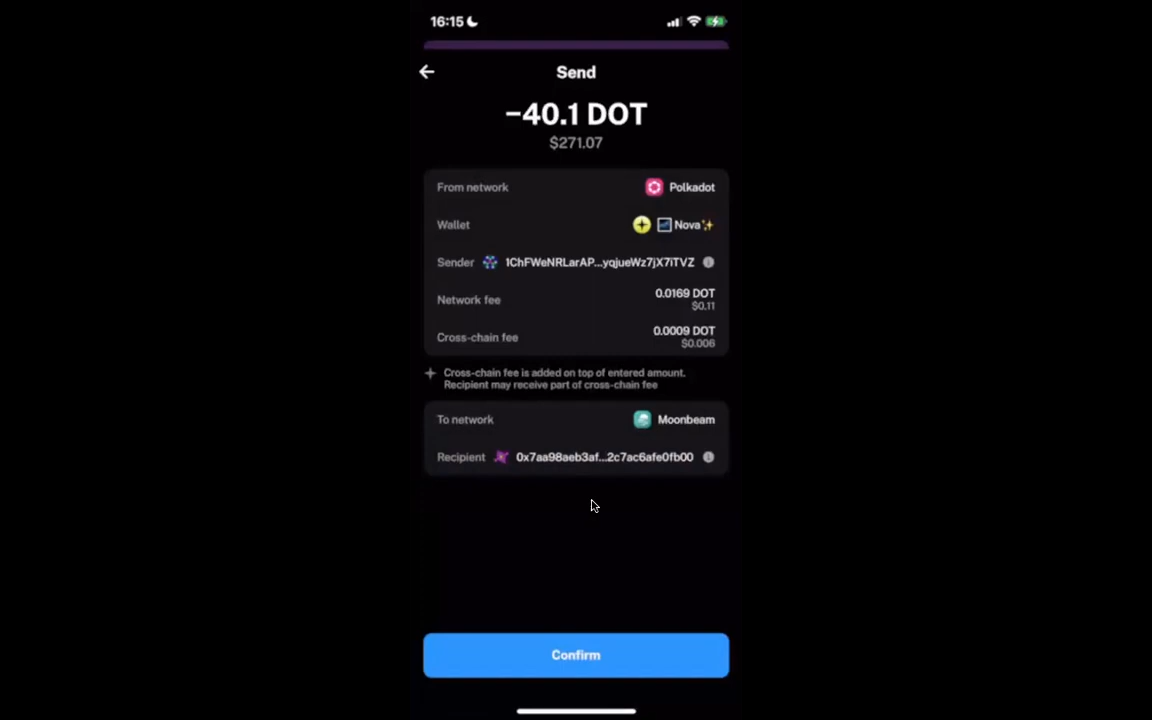 16:15
Send
−40.1 DOT
$271.07
From network Polkadot
Wallet Nova✨
Sender 1ChFWeNRLarAP...yqjueWz7jX7iTVZ
Network fee 0.0169 DOT
$0.11
Cross-chain fee 0.0009 DOT
$0.006
Cross-chain fee is added on top of entered amount.
Recipient may receive part of cross-chain fee
To network Moonbeam
Recipient 0x7aa98aeb3af...2c7ac6afe0fb00
Confirm